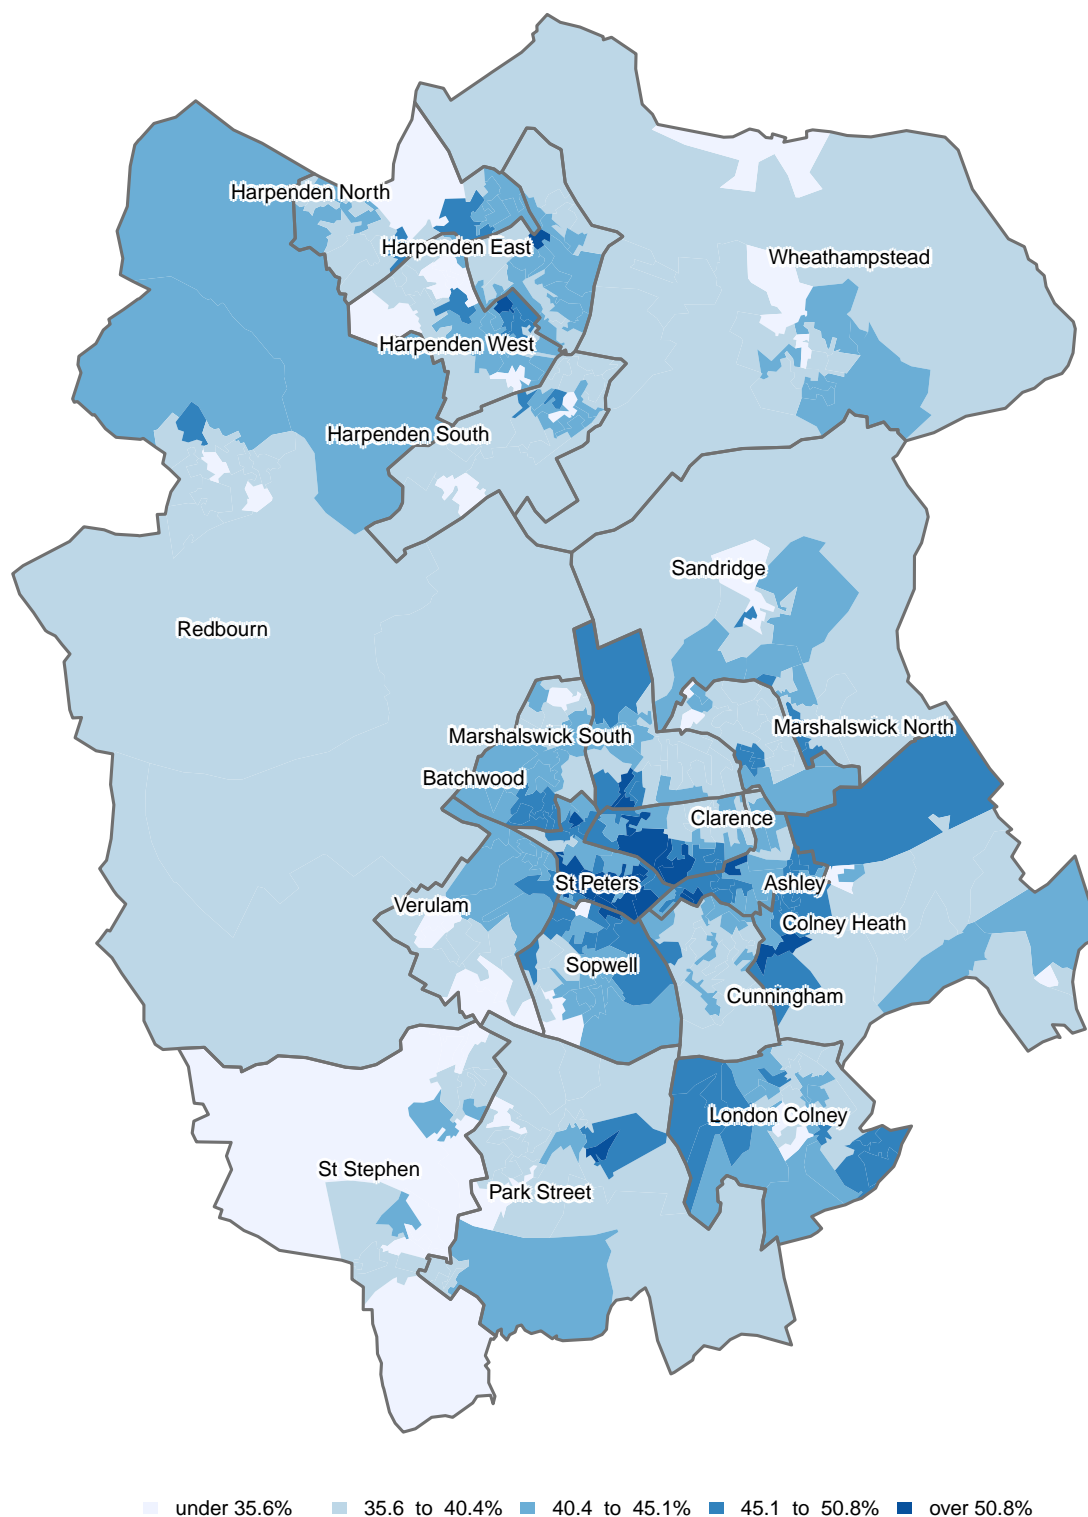 Harpenden North
Harpenden East
Wheathampstead
Harpenden West
Harpenden South
Sandridge
Redbourn
Marshalswick North
Marshalswick South
Batchwood
Clarence
St Peters
Ashley
Verulam
Colney Heath
Sopwell
Cunningham
London Colney
St Stephen
Park Street
under 35.6% 35.6 to 40.4% 40.4 to 45.1% 45.1 to 50.8% over 50.8%